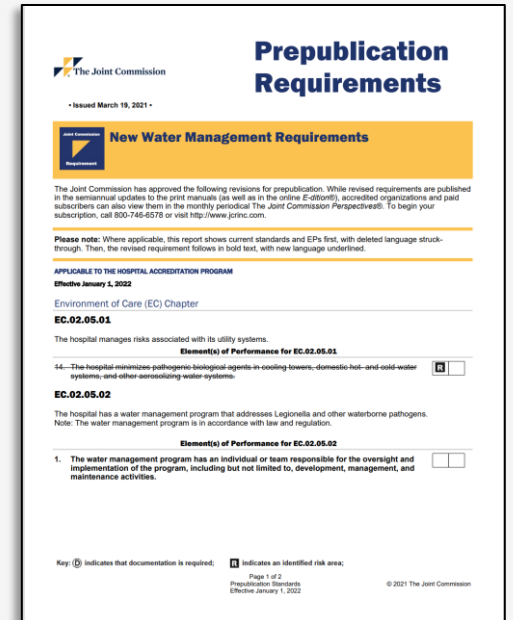 The Joint Commission
Prepublication
Requirements
• Issued March 19, 2021 •
Joint Commission
Requirement
New Water Management Requirements
The Joint Commission has approved the following revisions for prepublication. While revised requirements are published
in the semiannual updates to the print manuals (as well as in the online E-dition®), accredited organizations and paid
subscribers can also view them in the monthly periodical The Joint Commission Perspectives®. To begin your
subscription, call 800-746-6578 or visit http://www.jcrinc.com.
Please note: Where applicable, this report shows current standards and EPs first, with deleted language struck-
through. Then, the revised requirement follows in bold text, with new language underlined.
APPLICABLE TO THE HOSPITAL ACCREDITATION PROGRAM
Effective January 1, 2022
Environment of Care (EC) Chapter
EC.02.05.01
The hospital manages risks associated with its utility systems.
Element(s) of Performance for EC.02.05.01
14. The hospital minimizes pathogenic biological agents in cooling towers, domestic hot- and cold-water
systems, and other aerosolizing water systems.
R
EC.02.05.02
The hospital has a water management program that addresses Legionella and other waterborne pathogens.
Note: The water management program is in accordance with law and regulation.
Element(s) of Performance for EC.02.05.02
1. The water management program has an individual or team responsible for the oversight and
implementation of the program, including but not limited to, development, management, and
maintenance activities.
Key: D indicates that documentation is required; R indicates an identified risk area;
Page 1 of 2
Prepublication Standards
Effective January 1, 2022
© 2021 The Joint Commission